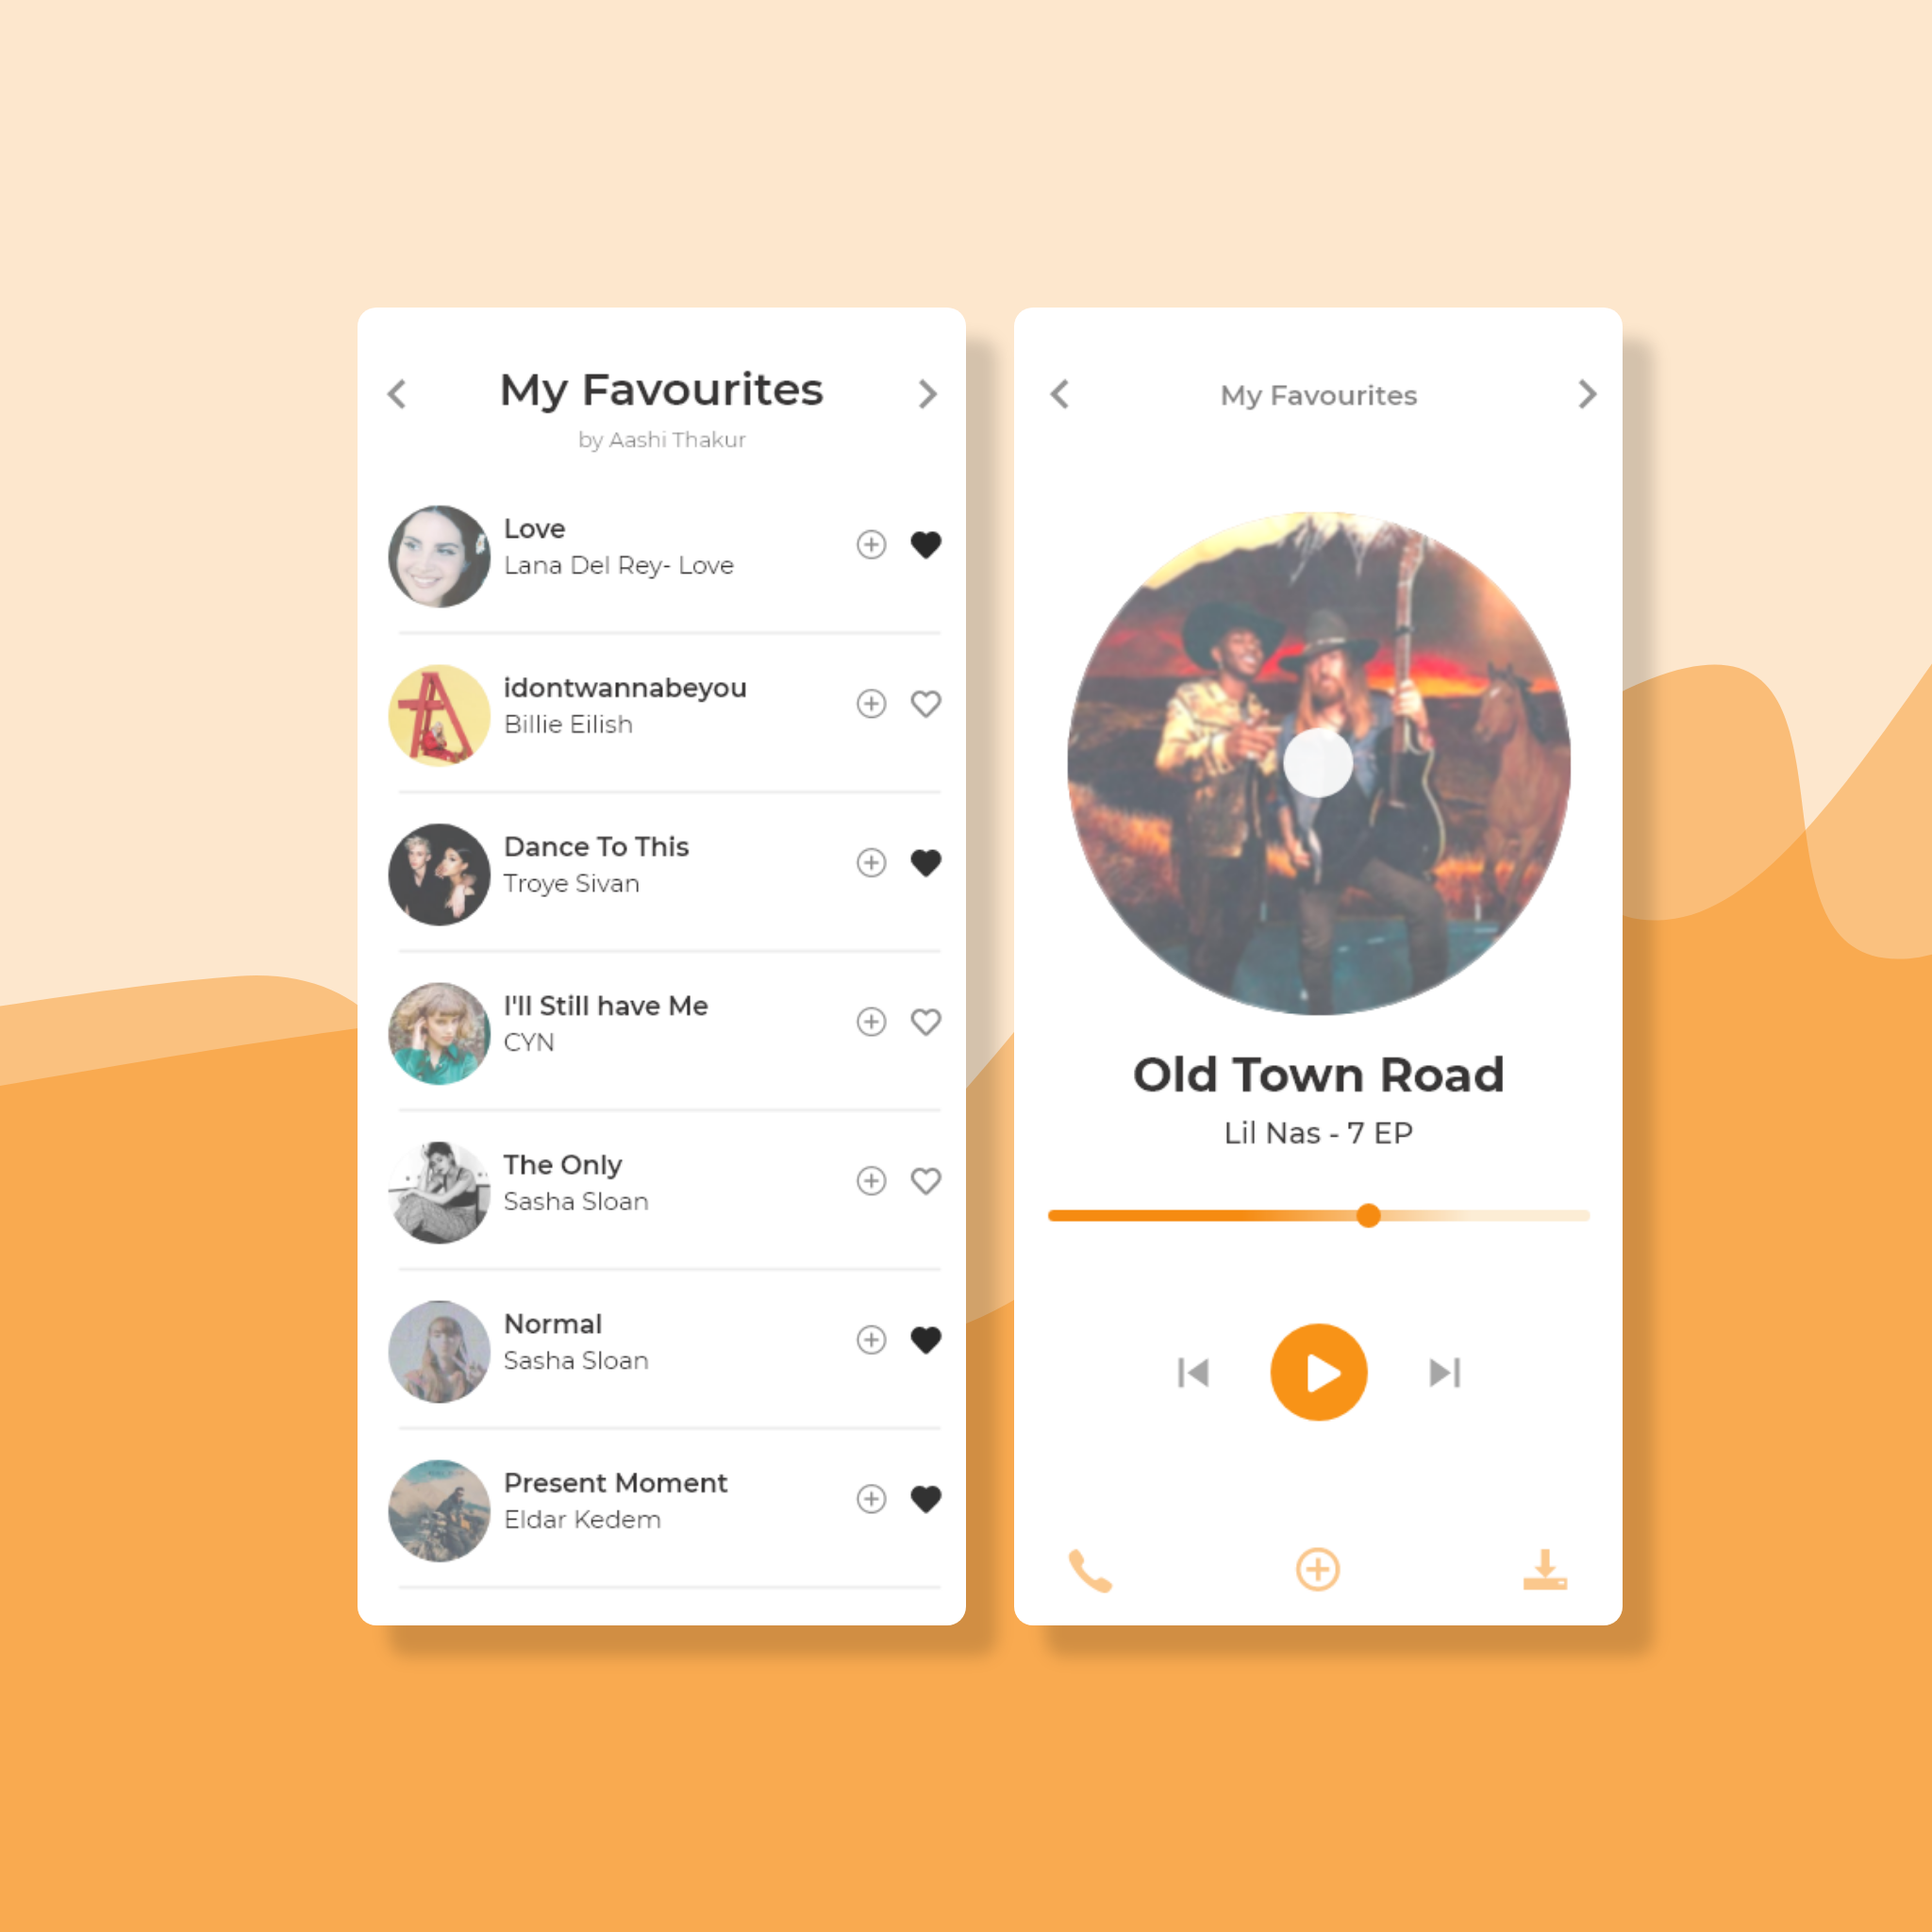 My Favourites
by Aashi Thakur
Love
Lana Del Rey- Love
idontwannabeyou
Billie Eilish
Dance To This
Troye Sivan
I'll Still have Me
CYN
The Only
Sasha Sloan
Normal
Sasha Sloan
Present Moment
Eldar Kedem
My Favourites
Old Town Road
Lil Nas - 7 EP